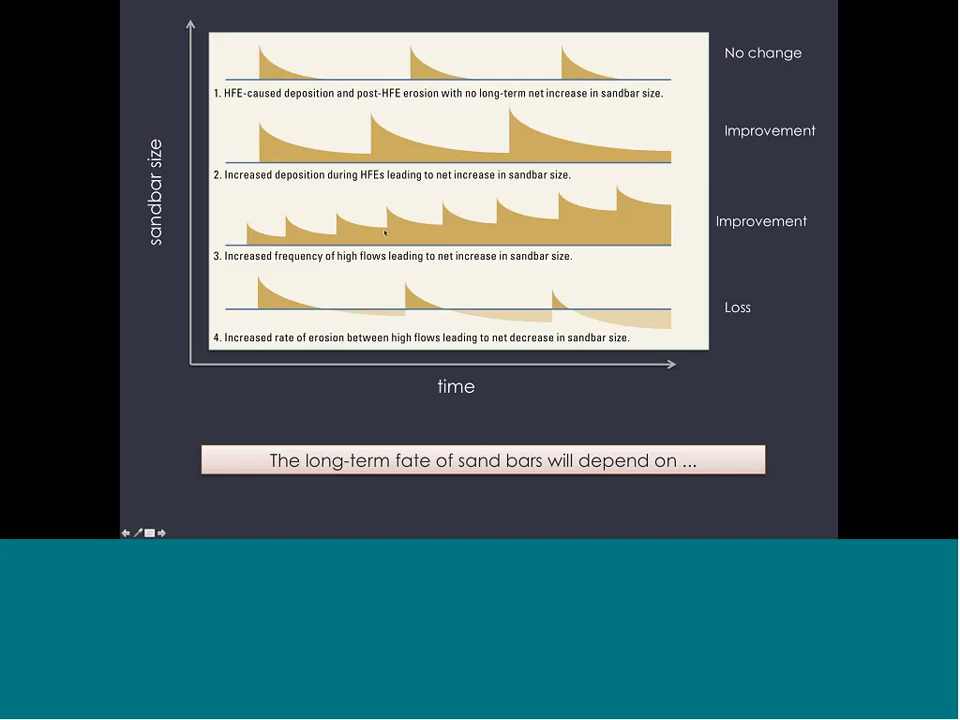 No change
1. HFE-caused deposition and post-HFE erosion with no long-term net increase in sandbar size.
Improvement
2. Increased deposition during HFEs leading to net increase in sandbar size.
sandbar size
Improvement
3. Increased frequency of high flows leading to net increase in sandbar size.
Loss
4. Increased rate of erosion between high flows leading to net decrease in sandbar size.
time
The long-term fate of sand bars will depend on ...